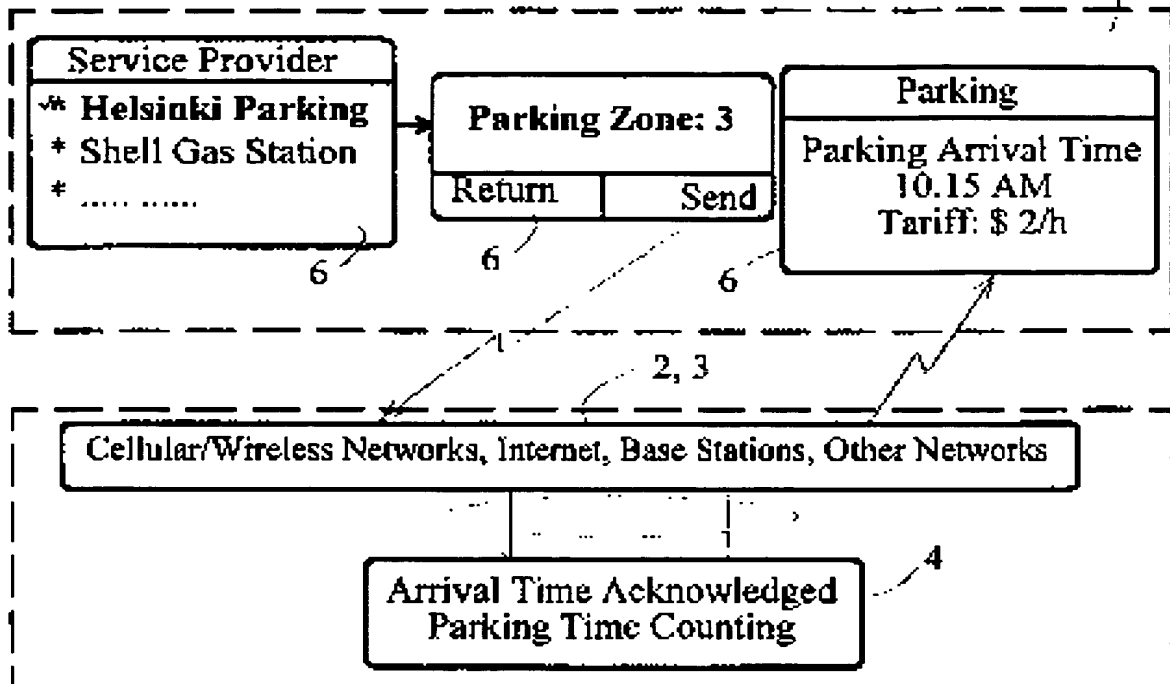 Service Provider
* Helsinki Parking
* Shell Gas Station
* ..... ......
6
Parking Zone: 3
Return Send
6
Parking
Parking Arrival Time
10.15 AM
Tariff: $ 2/h
6
2, 3
Cellular/Wireless Networks, Internet, Base Stations, Other Networks
Arrival Time Acknowledged
Parking Time Counting
4